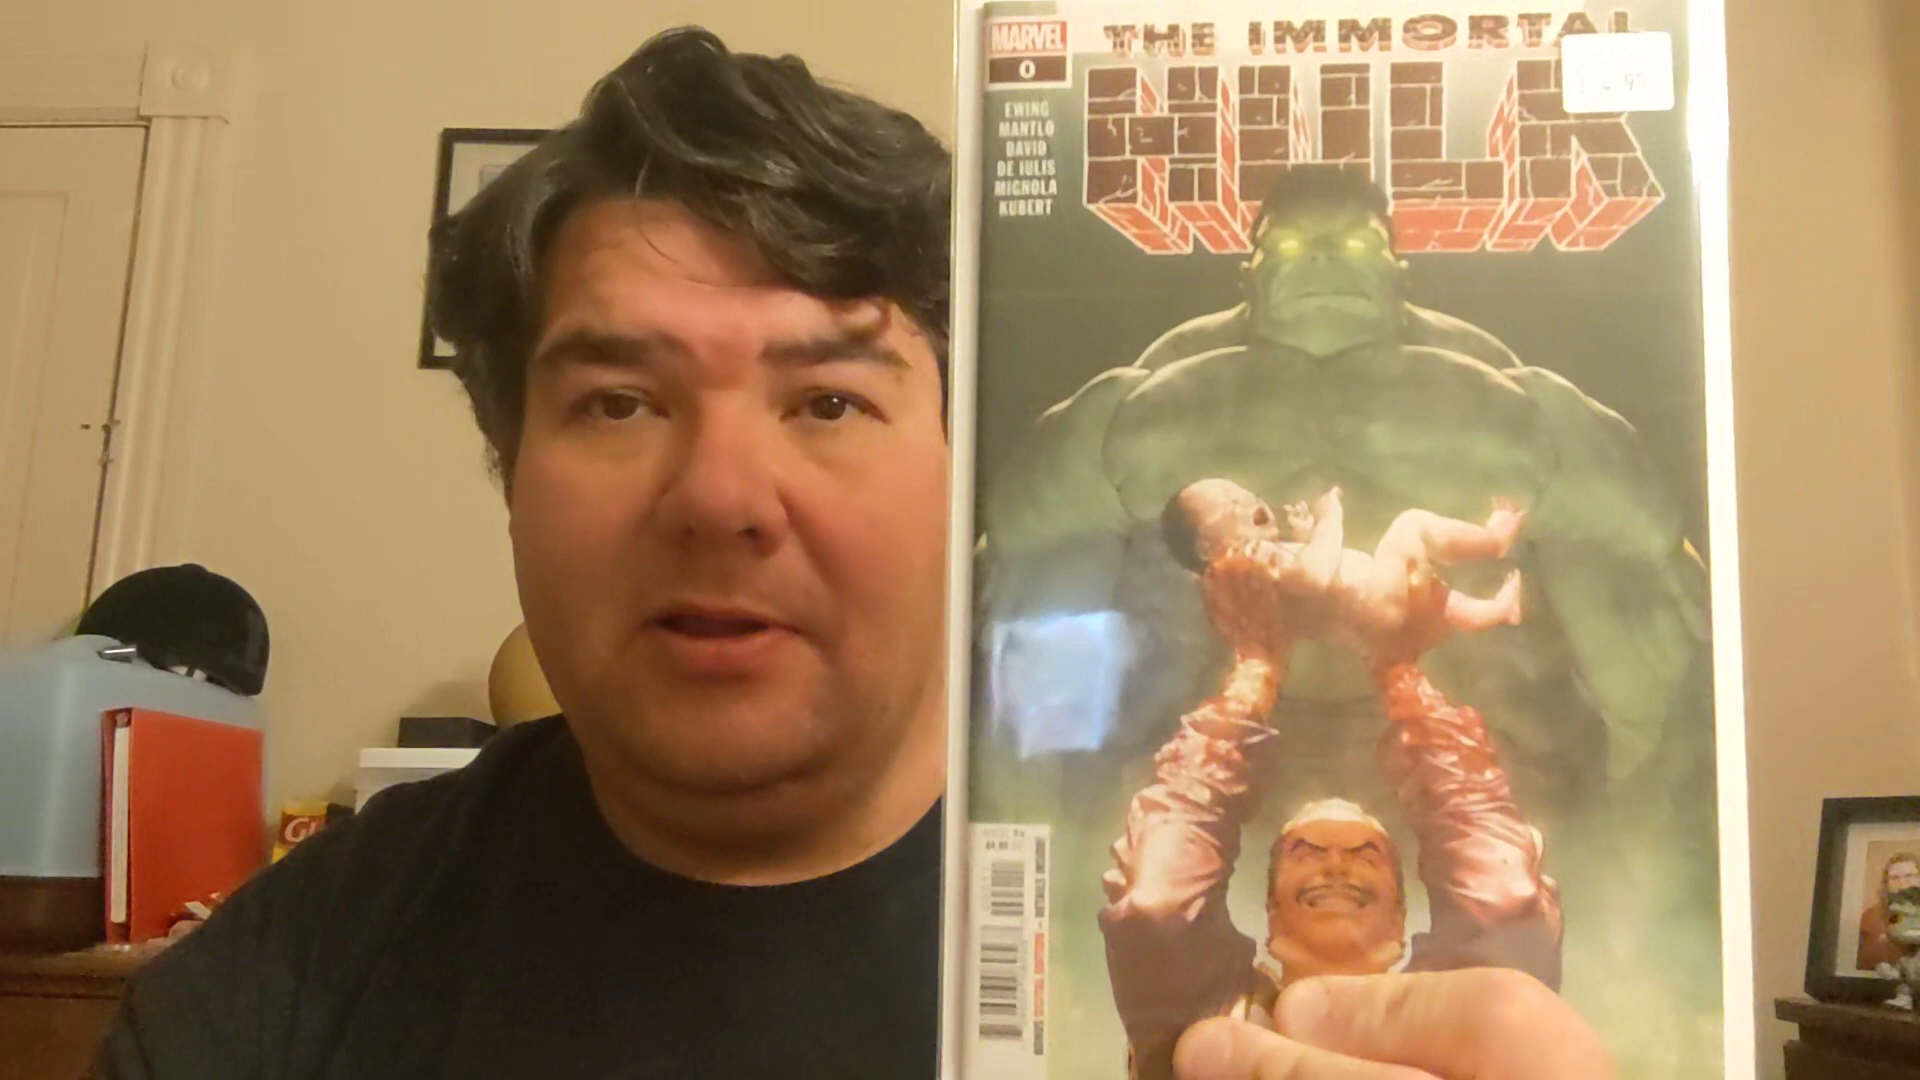 MARVEL
0
THE IMMORTAL
HULK
EWING
MANTLO
DAVID
DE IULIS
MIGNOLA
KUBERT